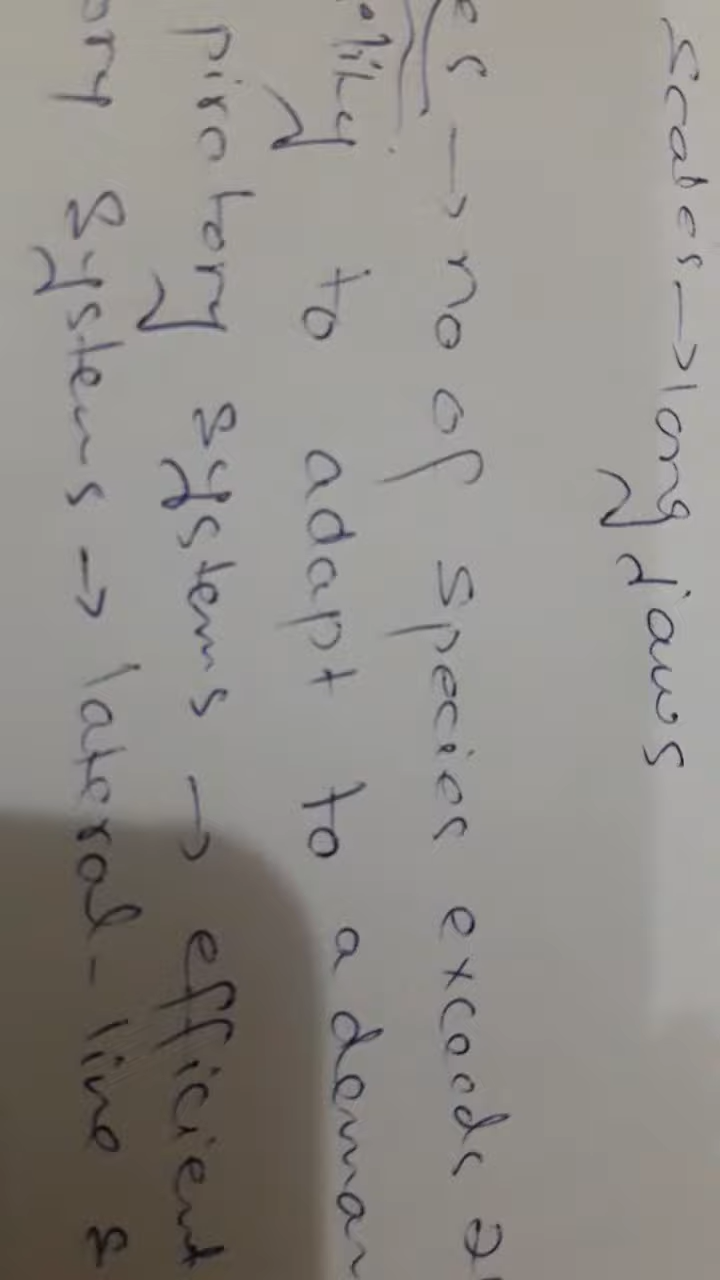 scales → long jaws
es → no of species exceeds 2
to adapt to a deman
piratory systems → efficient
ory systems → lateral-line s